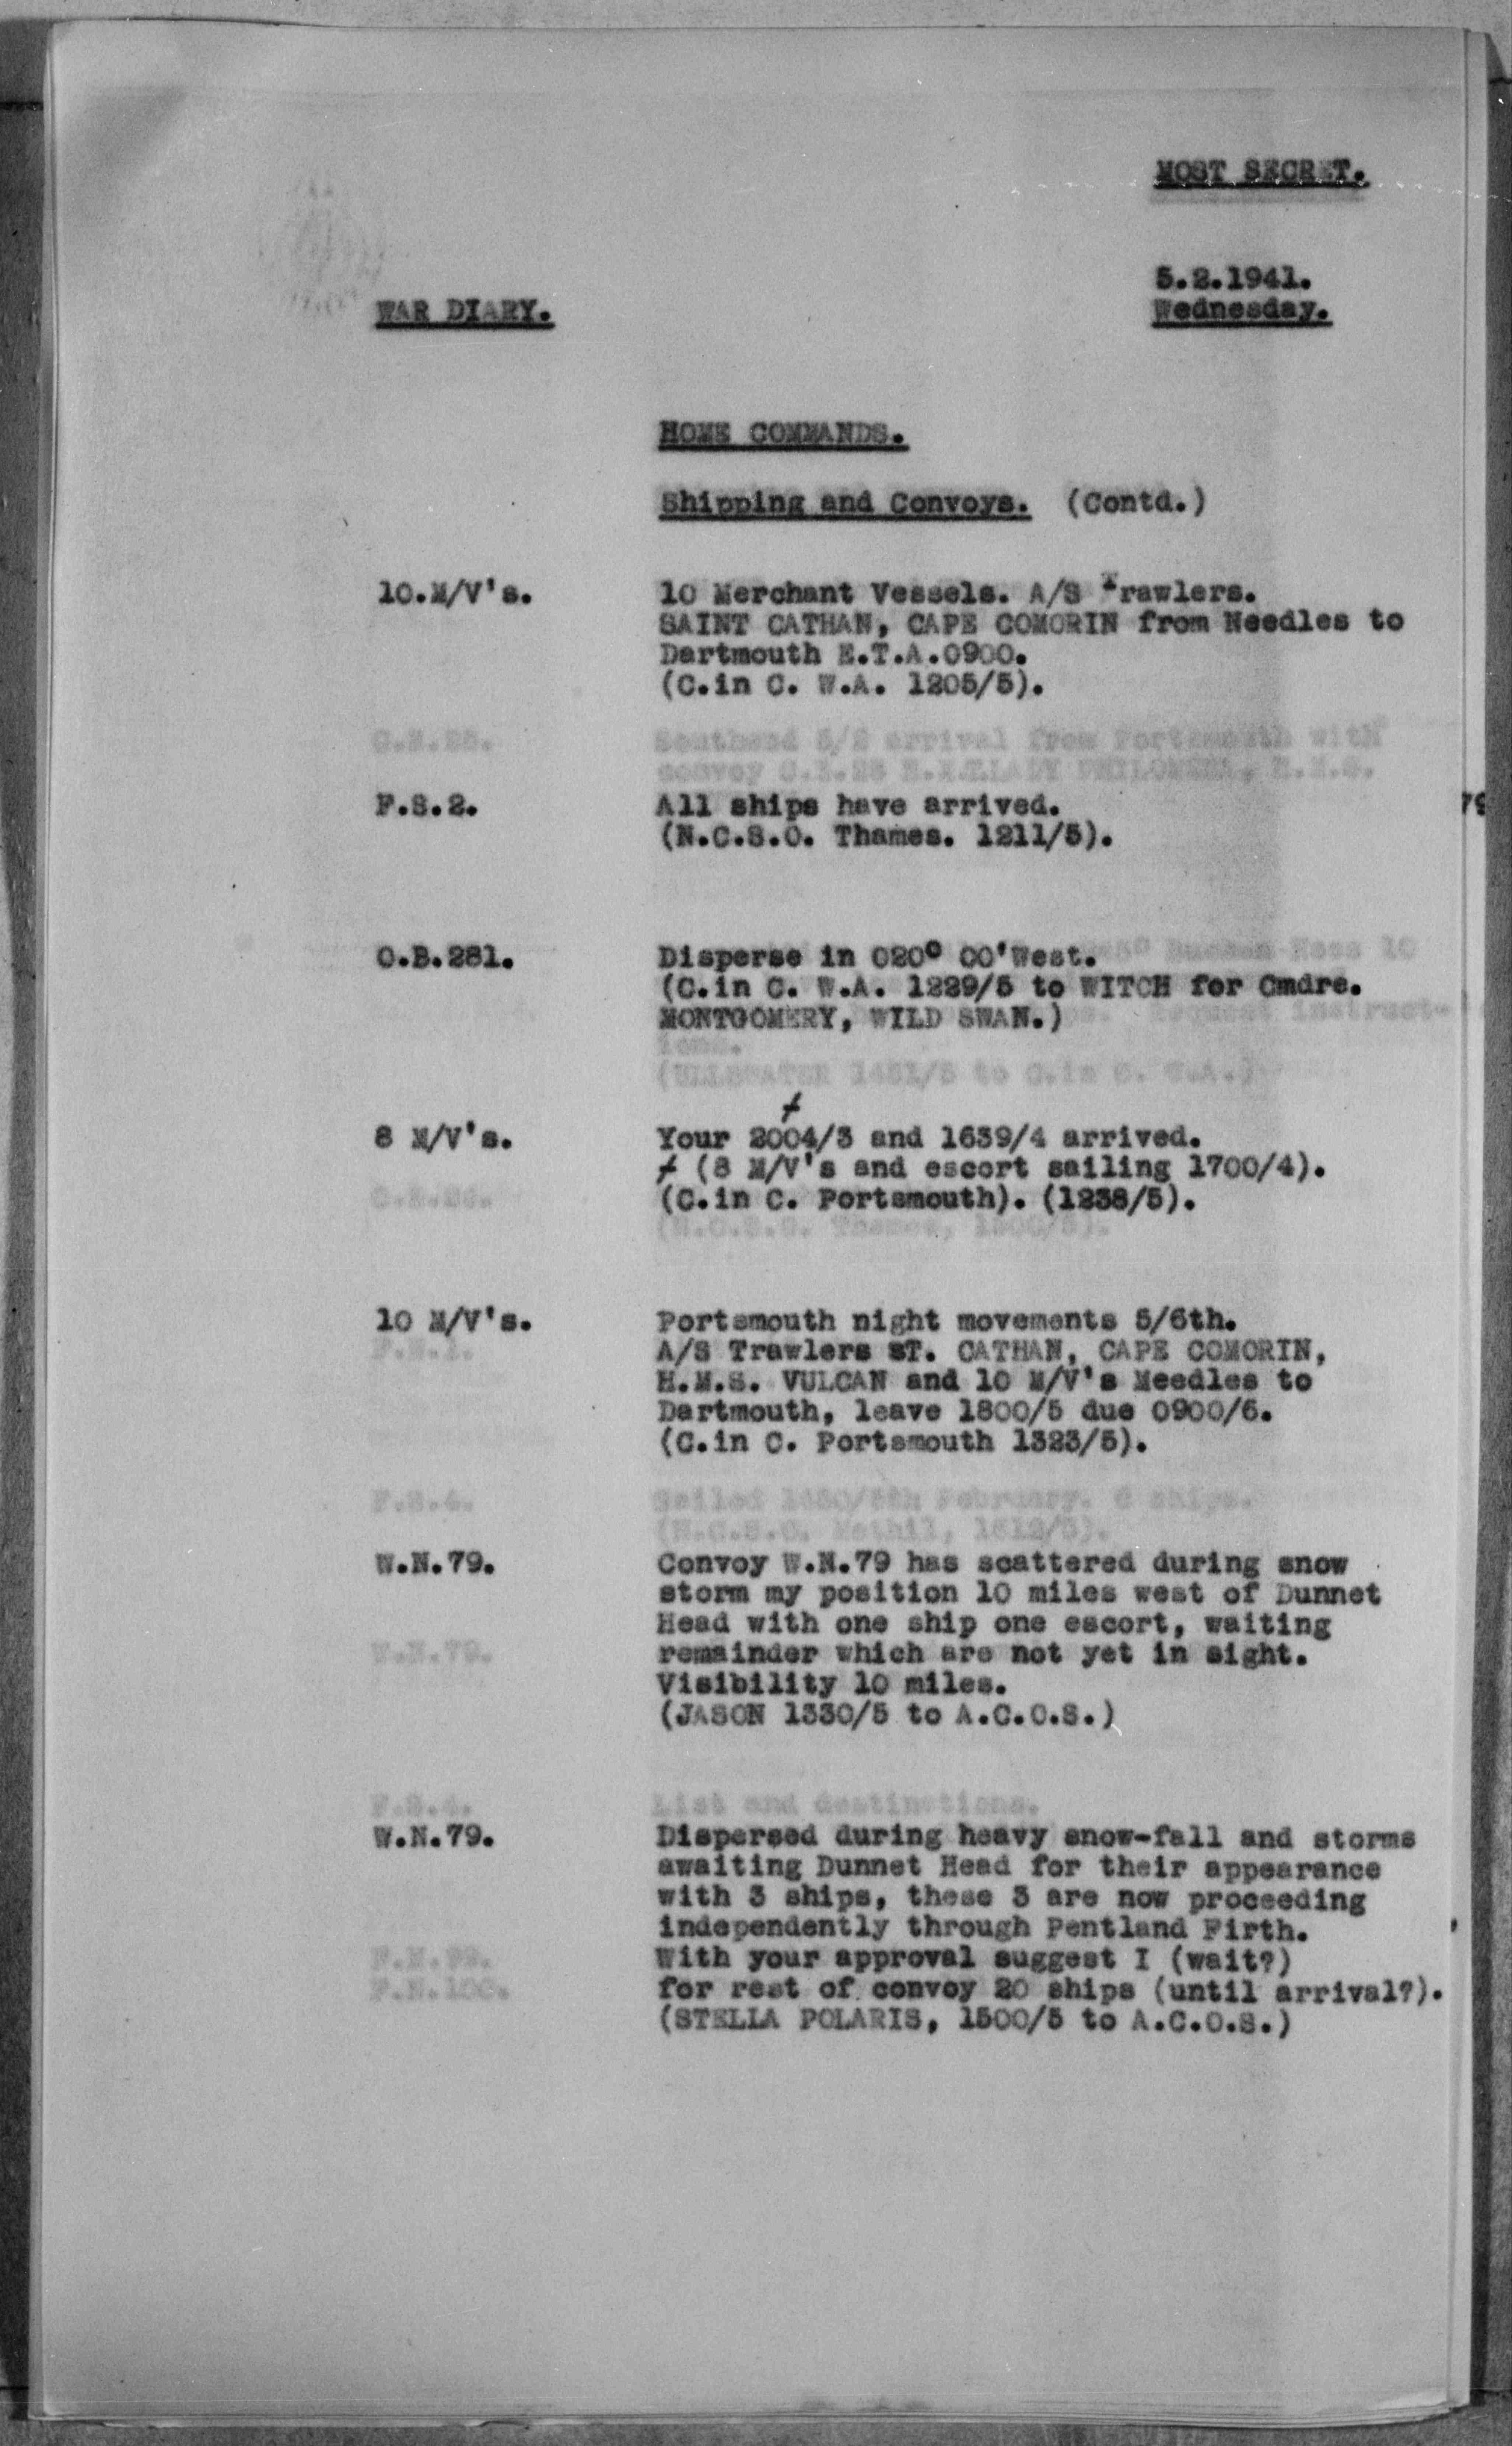 MOST SECRET.
5.2.1941.
WAR DIARY.
Wednesday.
HOME COMMANDS.
Shipping and Convoys. (Contd.)
10.M/V's.
10 Merchant Vessels. A/S Trawlers.
SAINT CATHAN, CAPE COMORIN from Needles to
Dartmouth E.T.A.0900.
(C.in C. W.A. 1205/5).
F.S.2.
All ships have arrived.
(N.C.S.O. Thames. 1211/5).
O.B.281.
Disperse in 020° 00'West.
(C.in C. W.A. 1229/5 to WITCH for Cmdre.
MONTGOMERY, WILD SWAN.)
8 M/V's.
Your 2004/3 and 1639/4 arrived.
+ (8 M/V's and escort sailing 1700/4).
(C.in C. Portsmouth). (1238/5).
10 M/V's.
Portsmouth night movements 5/6th.
A/S Trawlers ST. CATHAN, CAPE COMORIN,
H.M.S. VULCAN and 10 M/V's Needles to
Dartmouth, leave 1800/5 due 0900/6.
(C.in C. Portsmouth 1323/5).
W.N.79.
Convoy W.N.79 has scattered during snow
storm my position 10 miles west of Dunnet
Head with one ship one escort, waiting
remainder which are not yet in sight.
Visibility 10 miles.
(JASON 1330/5 to A.C.O.S.)
W.N.79.
Dispersed during heavy snow-fall and storms
awaiting Dunnet Head for their appearance
with 3 ships, these 3 are now proceeding
independently through Pentland Firth.
With your approval suggest I (wait?)
for rest of convoy 20 ships (until arrival?).
(STELLA POLARIS, 1500/5 to A.C.O.S.)